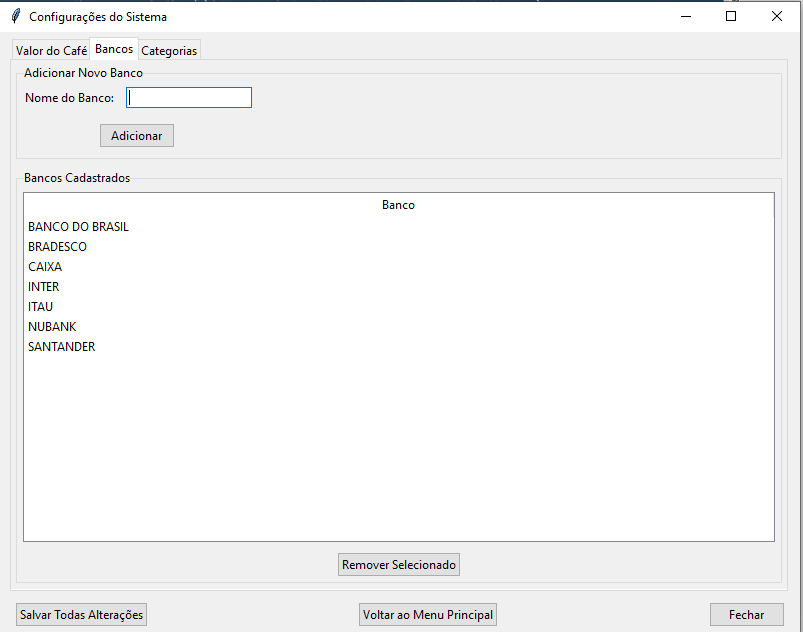 Configurações do Sistema
Valor do Café Bancos Categorias
Adicionar Novo Banco
Nome do Banco:
Adicionar
Bancos Cadastrados
Banco
BANCO DO BRASIL
BRADESCO
CAIXA
INTER
ITAU
NUBANK
SANTANDER
Remover Selecionado
Salvar Todas Alterações Voltar ao Menu Principal Fechar